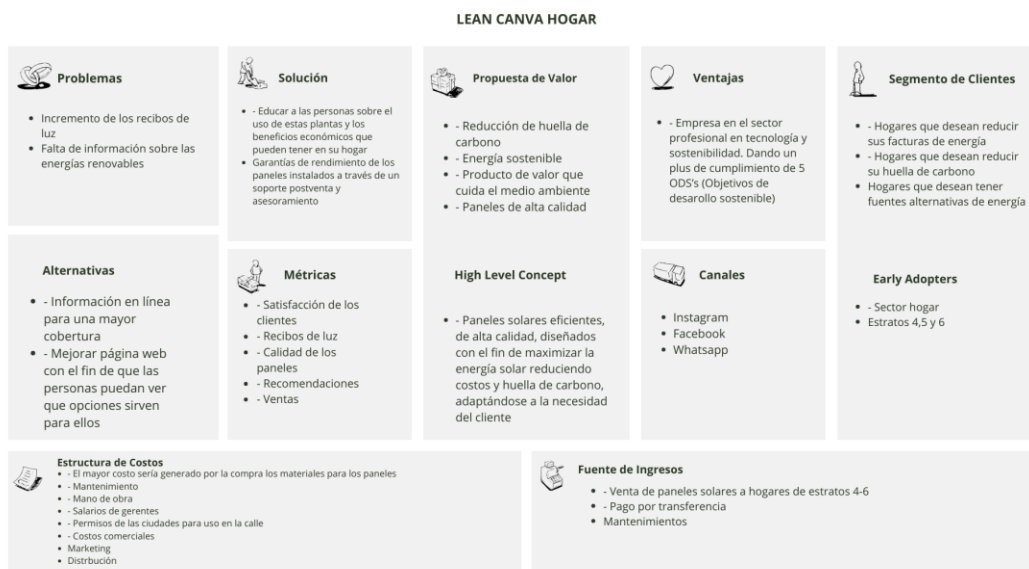 LEAN CANVA HOGAR
Problemas
• Incremento de los recibos de
luz
• Falta de información sobre las
energías renovables
Solución
• - Educar a las personas sobre el
uso de estas plantas y los
beneficios económicos que
pueden tener en su hogar
• Garantías de rendimiento de los
paneles instalados a través de un
soporte postventa y
asesoramiento
Propuesta de Valor
• - Reducción de huella de
carbono
• - Energía sostenible
• - Producto de valor que
cuida el medio ambiente
• - Paneles de alta calidad
Ventajas
• - Empresa en el sector
profesional en tecnología y
sostenibilidad. Dando un
plus de cumplimiento de 5
ODS's (Objetivos de
desarollo sostenible)
Segmento de Clientes
• - Hogares que desean reducir
sus facturas de energía
• - Hogares que desean reducir
su huella de carbono
• Hogares que desean tener
fuentes alternativas de energía
Alternativas
• - Información en línea
para una mayor
cobertura
• - Mejorar página web
con el fin de que las
personas puedan ver
que opciones sirven
para ellos
Métricas
• - Satisfacción de los
clientes
• - Recibos de luz
• - Calidad de los
paneles
• - Recomendaciones
• - Ventas
High Level Concept
• - Paneles solares eficientes,
de alta calidad, diseñados
con el fin de maximizar la
energía solar reduciendo
costos y huella de carbono,
adaptándose a la necesidad
del cliente
Canales
• Instagram
• Facebook
• Whatsapp
Early Adopters
• - Sector hogar
• Estratos 4,5 y 6
Estructura de Costos
• - El mayor costo sería generado por la compra los materiales para los paneles
• - Mantenimiento
• - Mano de obra
• - Salarios de gerentes
• - Permisos de las ciudades para uso en la calle
• - Costos comerciales
• Marketing
• Distrbución
Fuente de Ingresos
• - Venta de paneles solares a hogares de estratos 4-6
• - Pago por transferencia
• Mantenimientos